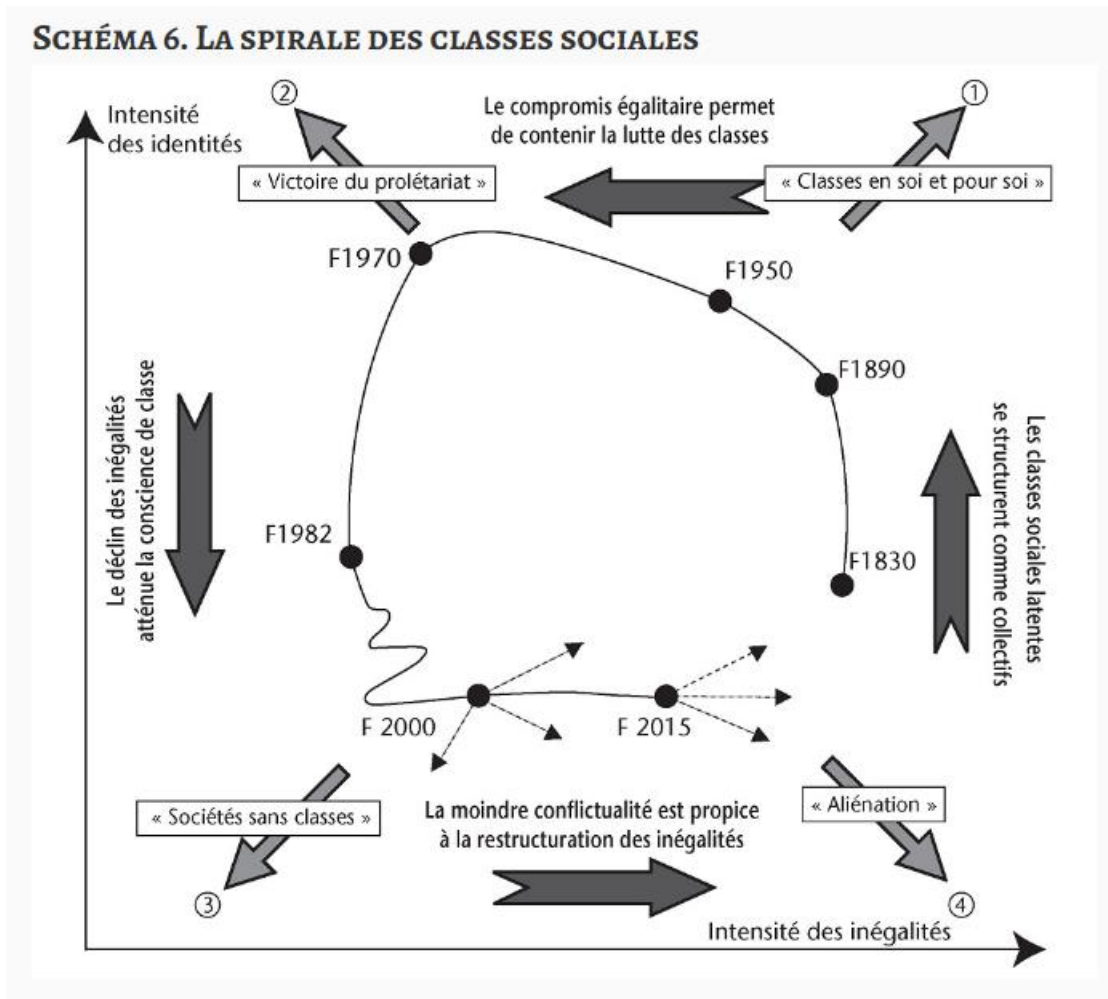 SCHÉMA 6. LA SPIRALE DES CLASSES SOCIALES
②
①
Intensité
des identités
Le compromis égalitaire permet
de contenir la lutte des classes
« Victoire du prolétariat »
« Classes en soi et pour soi »
F1970
F1950
F1890
Le déclin des inégalités
atténue la conscience de classe
Les classes sociales latentes
se structurent comme collectifs
F1982
F1830
F 2000
F 2015
« Sociétés sans classes »
La moindre conflictualité est propice
à la restructuration des inégalités
« Aliénation »
③
④
Intensité des inégalités